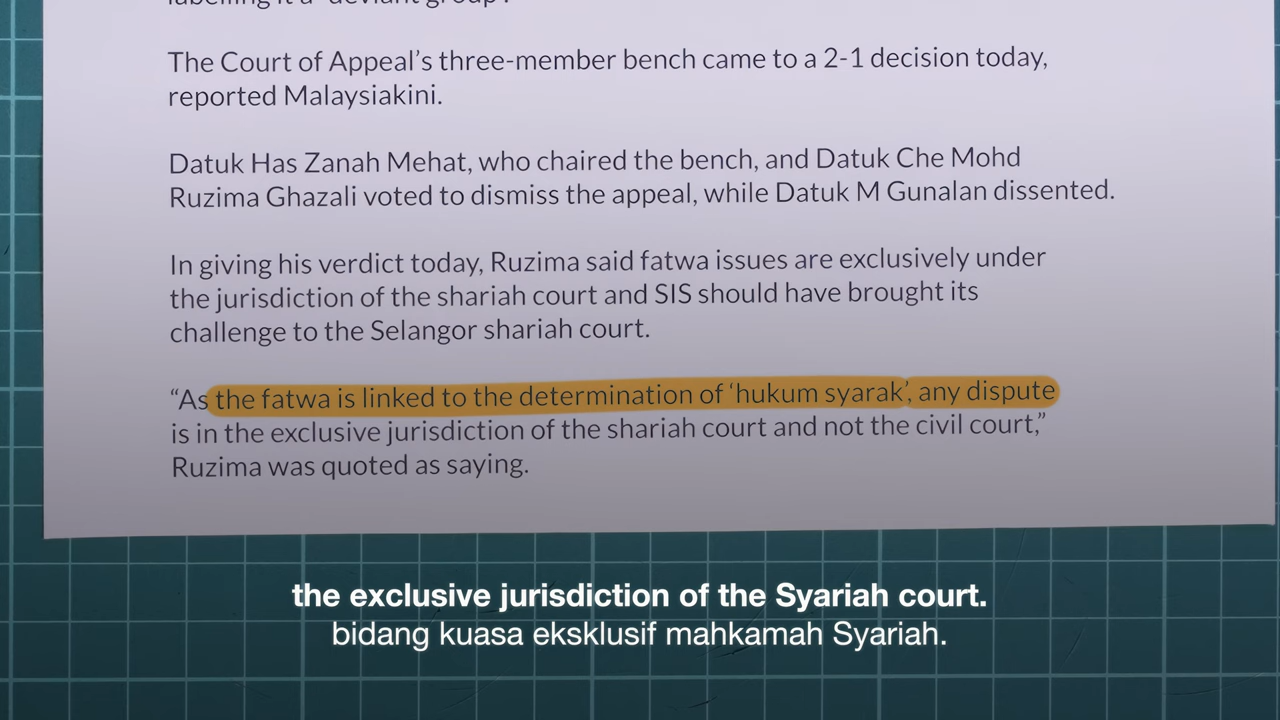 labelling it a 'deviant group'.
The Court of Appeal's three-member bench came to a 2-1 decision today,
reported Malaysiakini.
Datuk Has Zanah Mehat, who chaired the bench, and Datuk Che Mohd
Ruzima Ghazali voted to dismiss the appeal, while Datuk M Gunalan dissented.
In giving his verdict today, Ruzima said fatwa issues are exclusively under
the jurisdiction of the shariah court and SIS should have brought its
challenge to the Selangor shariah court.
“As the fatwa is linked to the determination of ‘hukum syarak’, any dispute
is in the exclusive jurisdiction of the shariah court and not the civil court,”
Ruzima was quoted as saying.
the exclusive jurisdiction of the Syariah court.
bidang kuasa eksklusif mahkamah Syariah.